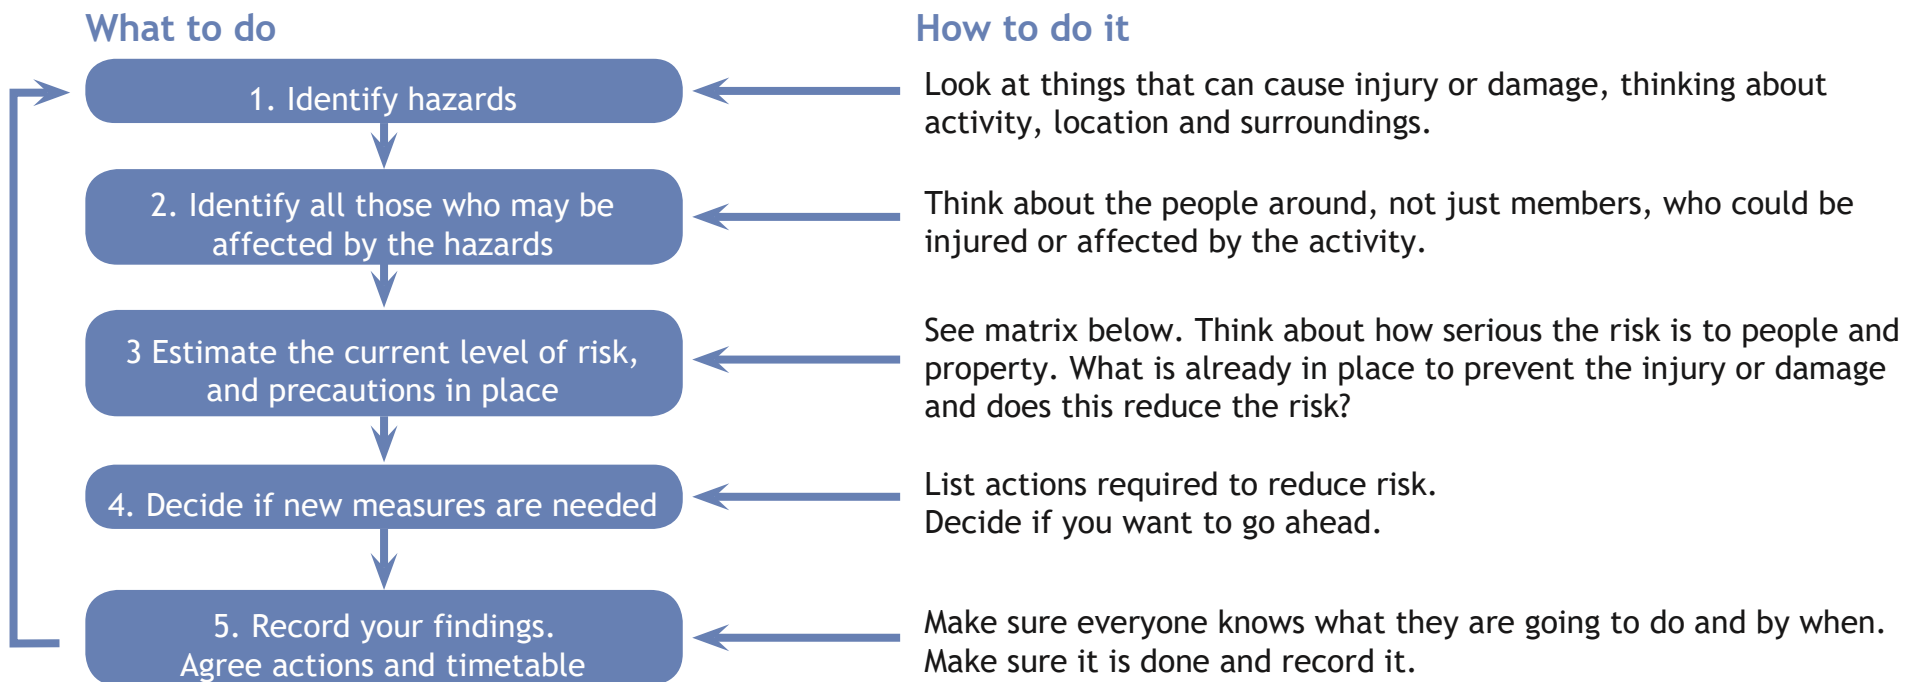 What to do
How to do it
1. Identify hazards
Look at things that can cause injury or damage, thinking about
activity, location and surroundings.
2. Identify all those who may be
affected by the hazards
Think about the people around, not just members, who could be
injured or affected by the activity.
3 Estimate the current level of risk,
and precautions in place
See matrix below. Think about how serious the risk is to people and
property. What is already in place to prevent the injury or damage
and does this reduce the risk?
4. Decide if new measures are needed
List actions required to reduce risk.
Decide if you want to go ahead.
5. Record your findings.
Agree actions and timetable
Make sure everyone knows what they are going to do and by when.
Make sure it is done and record it.